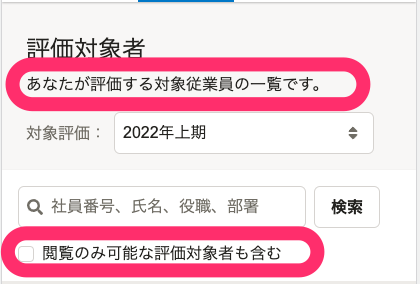 評価対象者
あなたが評価する対象従業員の一覧です。
対象評価： 2022年上期
社員番号、氏名、役職、部署 検索
閲覧のみ可能な評価対象者も含む